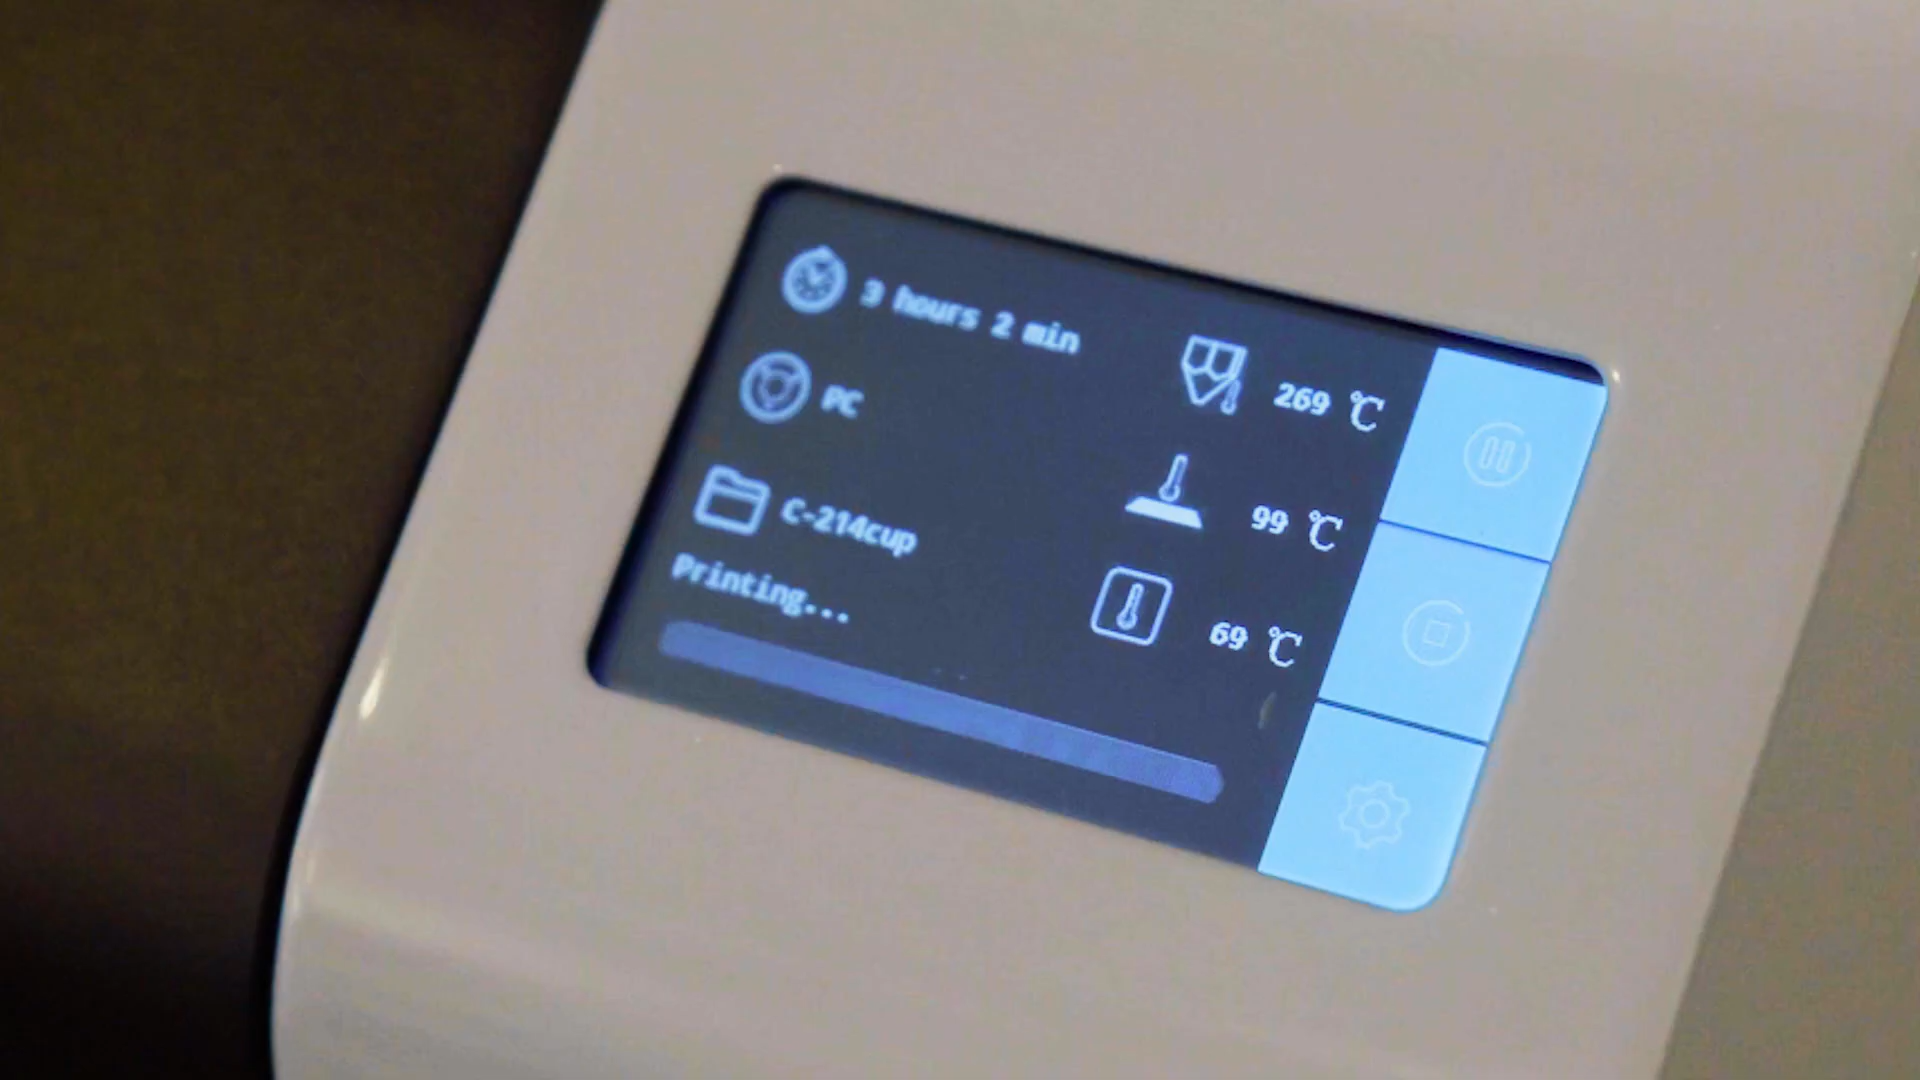 3 hours 2 min
PC
C-214cup
Printing...
269 ℃
99 ℃
69 ℃